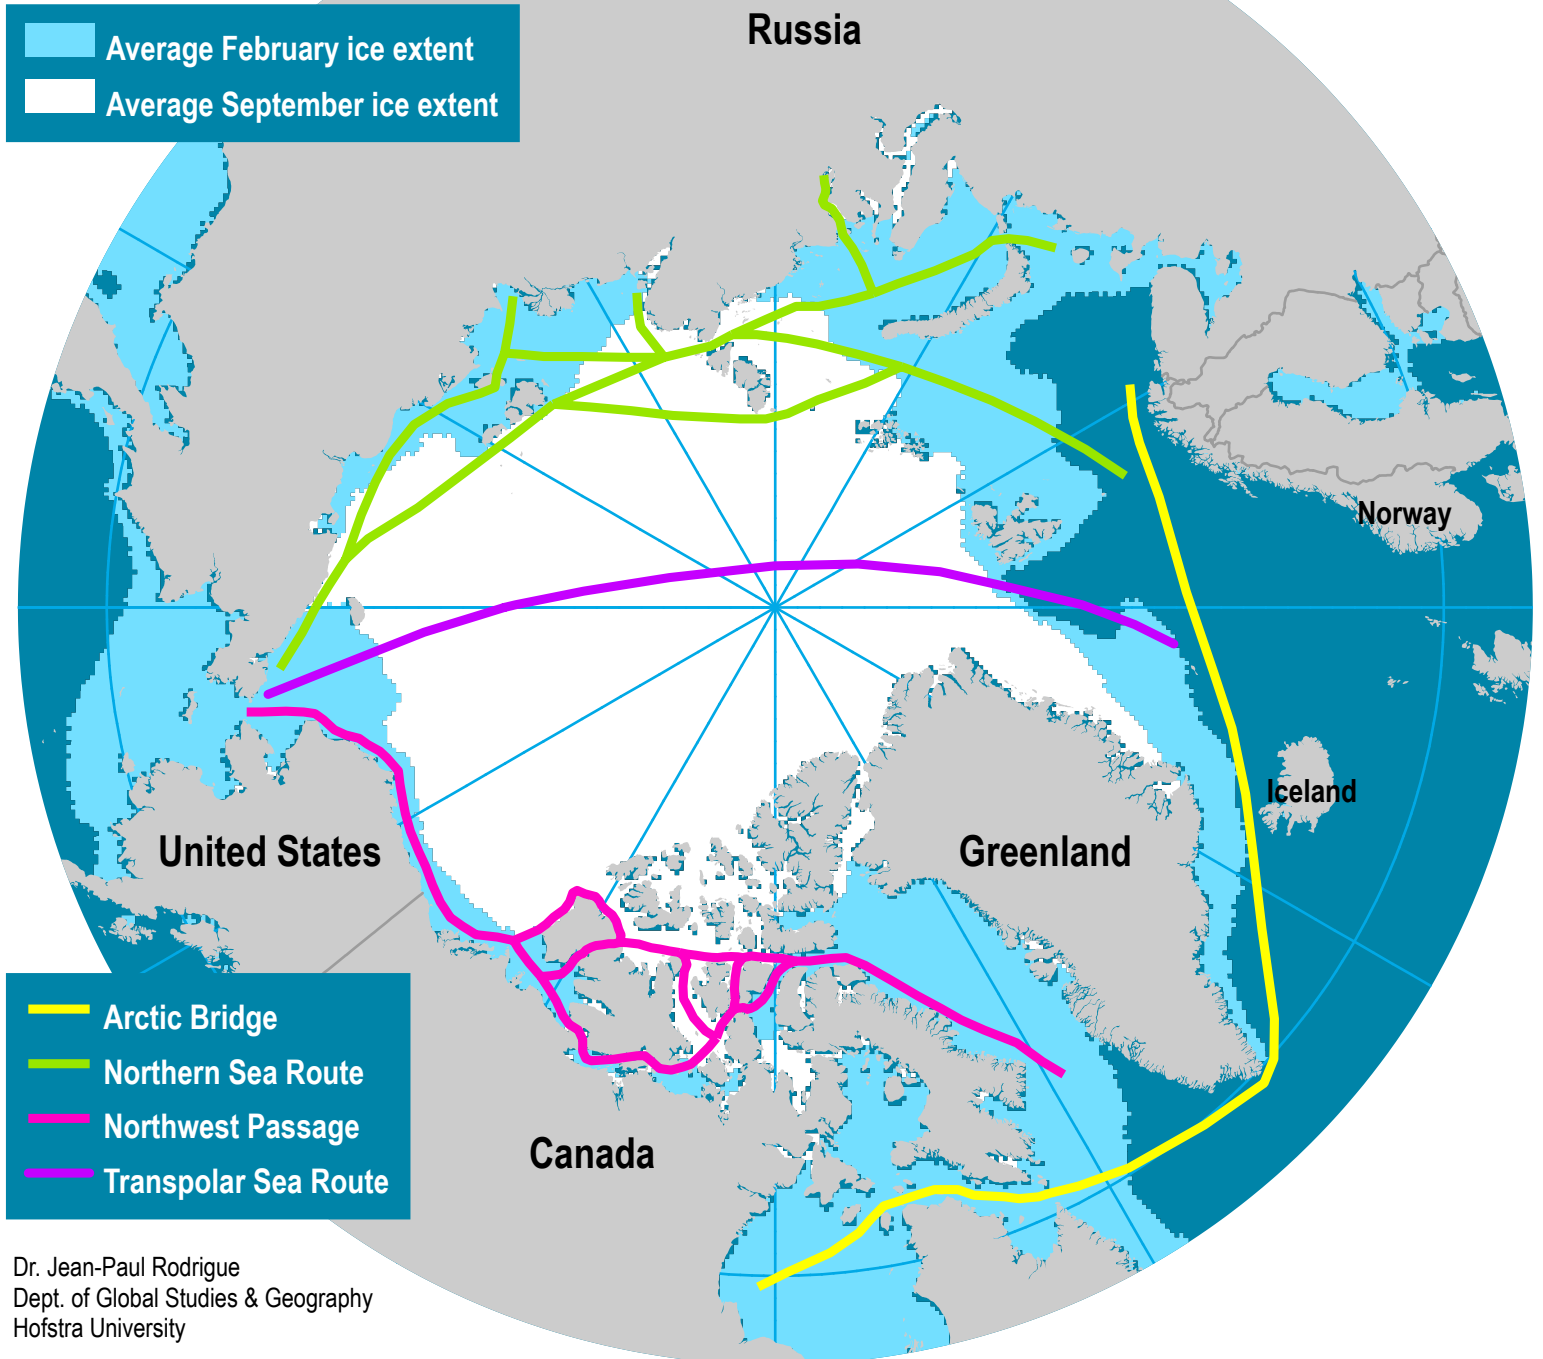 Average February ice extent
Average September ice extent
Russia
Norway
Iceland
United States
Greenland
Canada
Arctic Bridge
Northern Sea Route
Northwest Passage
Transpolar Sea Route
Dr. Jean-Paul Rodrigue
Dept. of Global Studies & Geography
Hofstra University